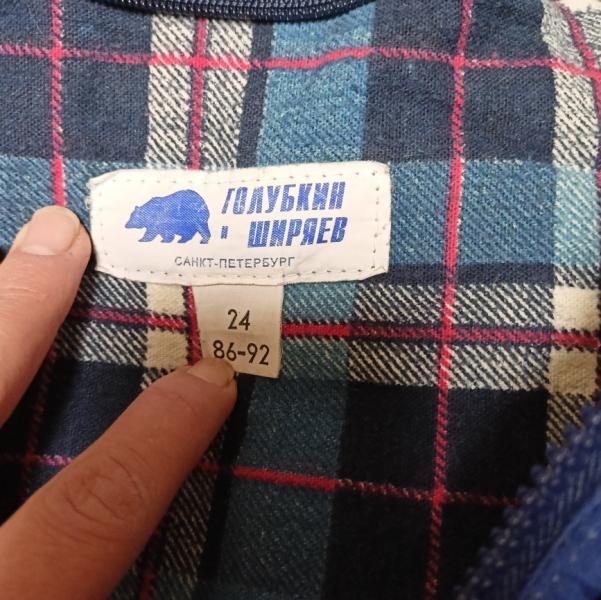 ГОЛУБКИН
И ШИРЯЕВ
САНКТ-ПЕТЕРБУРГ
24
86-92